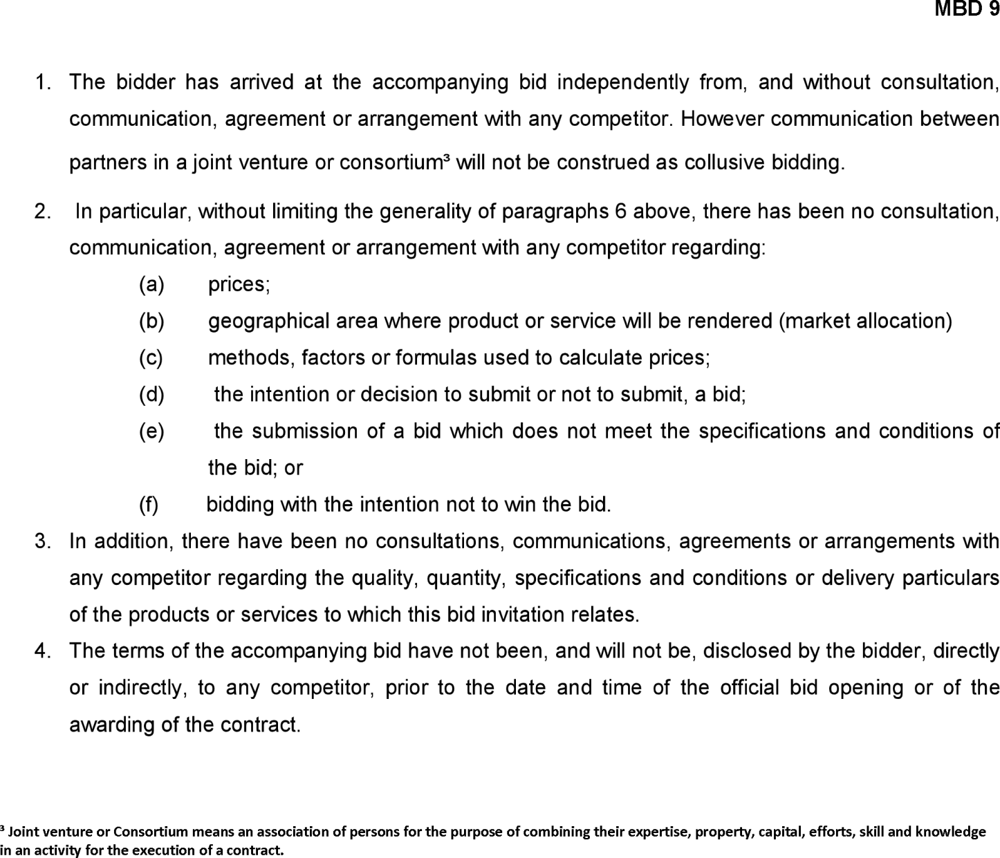 MBD 9
1. The bidder has arrived at the accompanying bid independently from, and without consultation,
communication, agreement or arrangement with any competitor. However communication between
partners in a joint venture or consortium³ will not be construed as collusive bidding.
2. In particular, without limiting the generality of paragraphs 6 above, there has been no consultation,
communication, agreement or arrangement with any competitor regarding:
(a) prices;
(b) geographical area where product or service will be rendered (market allocation)
(c) methods, factors or formulas used to calculate prices;
(d) the intention or decision to submit or not to submit, a bid;
(e) the submission of a bid which does not meet the specifications and conditions of
the bid; or
(f) bidding with the intention not to win the bid.
3. In addition, there have been no consultations, communications, agreements or arrangements with
any competitor regarding the quality, quantity, specifications and conditions or delivery particulars
of the products or services to which this bid invitation relates.
4. The terms of the accompanying bid have not been, and will not be, disclosed by the bidder, directly
or indirectly, to any competitor, prior to the date and time of the official bid opening or of the
awarding of the contract.
³ Joint venture or Consortium means an association of persons for the purpose of combining their expertise, property, capital, efforts, skill and knowledge
in an activity for the execution of a contract.